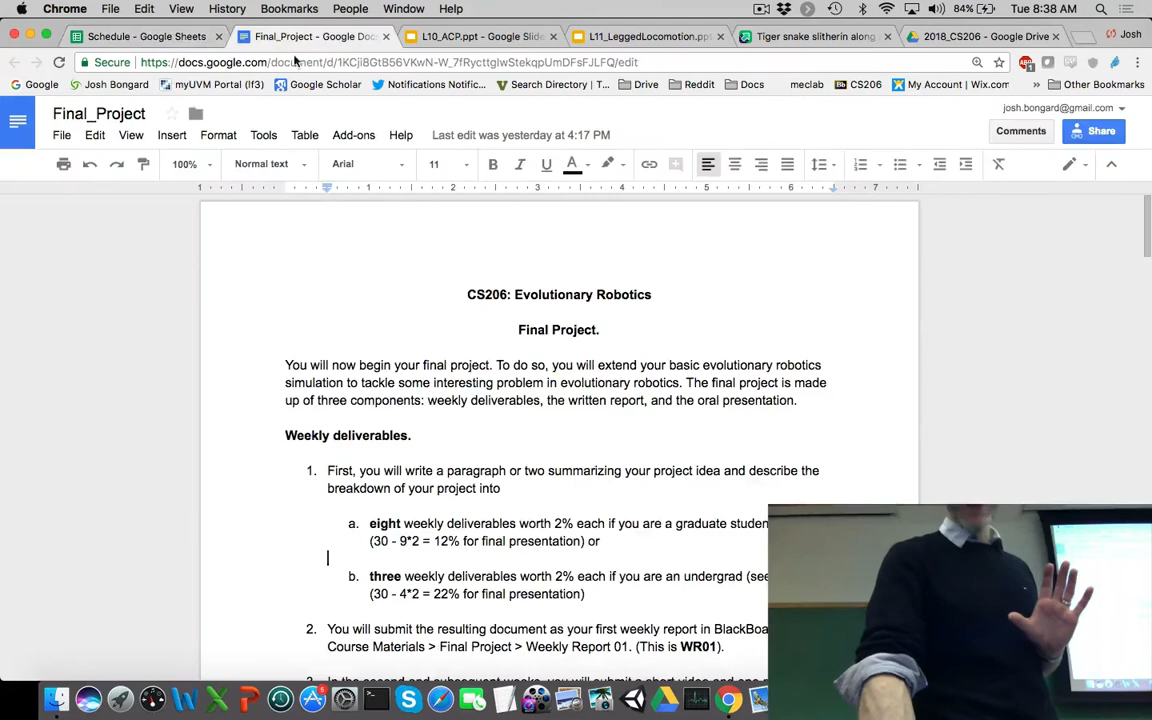 Chrome File Edit View History Bookmarks People Window Help 84% Tue 8:38 AM
Schedule - Google Sheets Final_Project - Google Docs L10_ACP.ppt - Google Slide L11_LeggedLocomotion.ppt Tiger snake slitherin along 2018_CS206 - Google Drive Josh
Secure https://docs.google.com/document/d/ /edit
Google Josh Bongard myUVM Portal (lf3) Google Scholar Notifications Notific... Search Directory : T... Drive Reddit Docs meclab CS206 My Account | Wix.com Other Bookmarks
Final_Project
josh.bongard@gmail.com
File Edit View Insert Format Tools Table Add-ons Help Last edit was yesterday at 4:17 PM
Comments Share
100% Normal text Arial 11
1 1 2 3 4 5 6 7
CS206: Evolutionary Robotics
Final Project.
You will now begin your final project. To do so, you will extend your basic evolutionary robotics
simulation to tackle some interesting problem in evolutionary robotics. The final project is made
up of three components: weekly deliverables, the written report, and the oral presentation.
Weekly deliverables.
1. First, you will write a paragraph or two summarizing your project idea and describe the
breakdown of your project into
a. eight weekly deliverables worth 2% each if you are a graduate studen
(30 - 9*2 = 12% for final presentation) or
b. three weekly deliverables worth 2% each if you are an undergrad (see
(30 - 4*2 = 22% for final presentation)
2. You will submit the resulting document as your first weekly report in BlackBoa
Course Materials > Final Project > Weekly Report 01. (This is WR01).